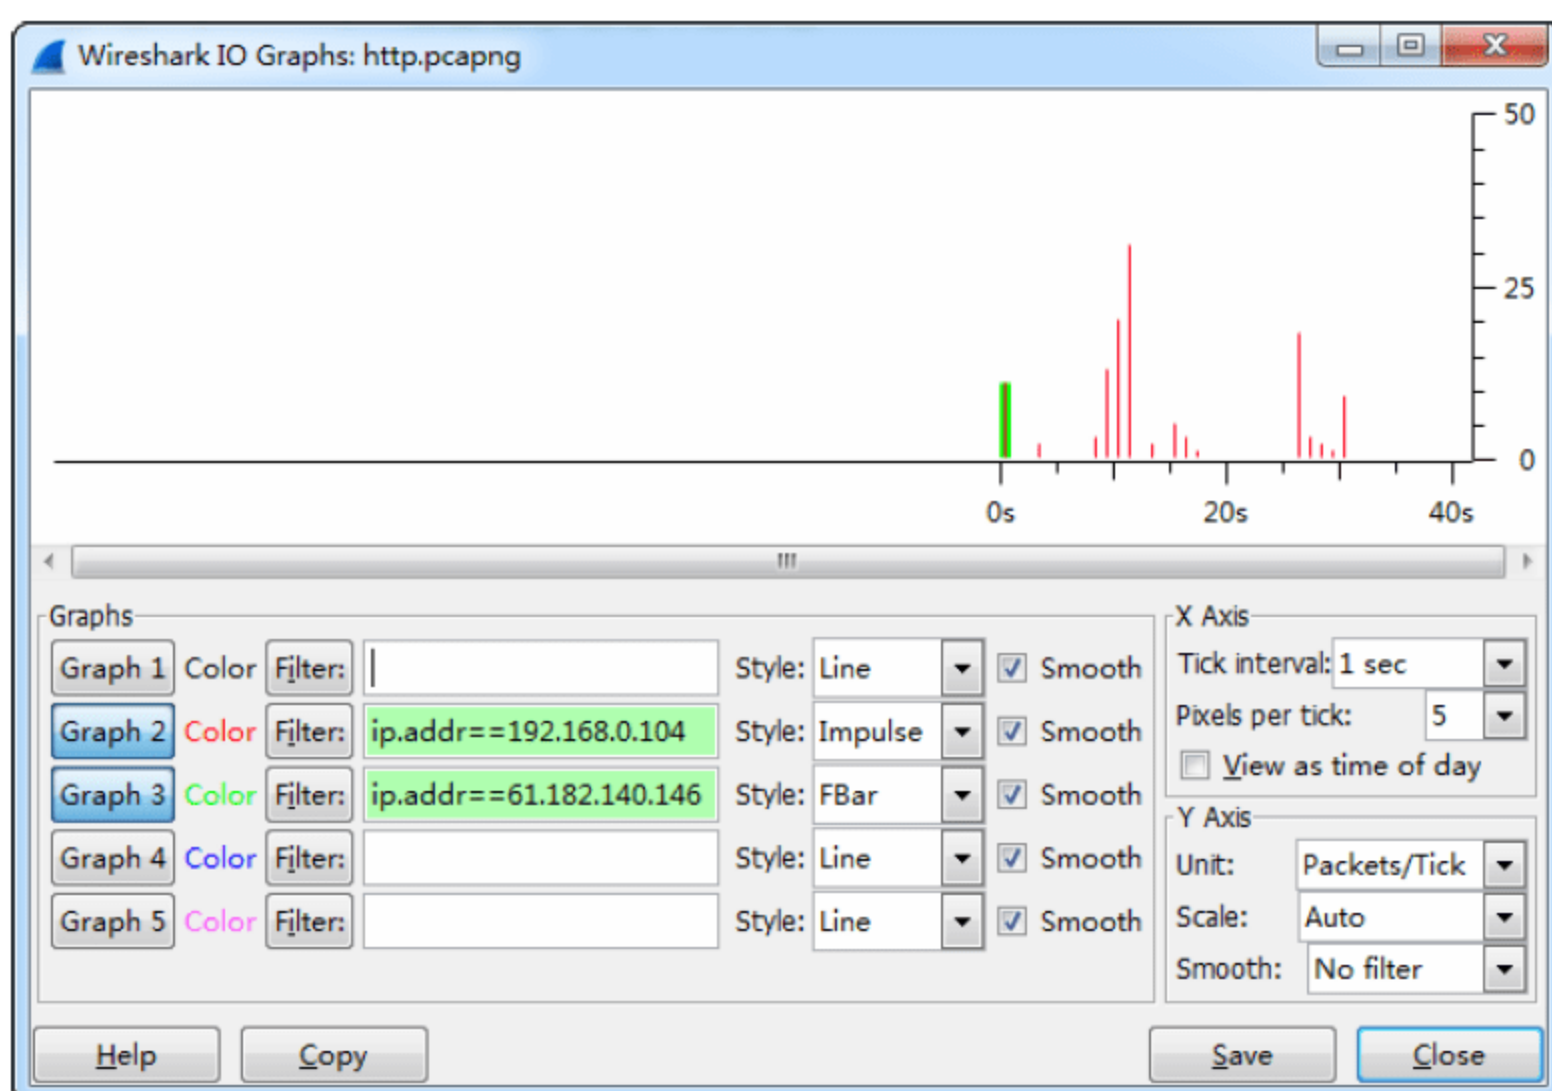 Wireshark IO Graphs: http.pcapng
50
25
0
0s 20s 40s
Graphs
Graph 1 Color Filter: Style: Line Smooth
Graph 2 Color Filter: ip.addr==192.168.0.104 Style: Impulse Smooth
Graph 3 Color Filter: ip.addr==61.182.140.146 Style: FBar Smooth
Graph 4 Color Filter: Style: Line Smooth
Graph 5 Color Filter: Style: Line Smooth
X Axis
Tick interval: 1 sec
Pixels per tick: 5
View as time of day
Y Axis
Unit: Packets/Tick
Scale: Auto
Smooth: No filter
Help Copy Save Close